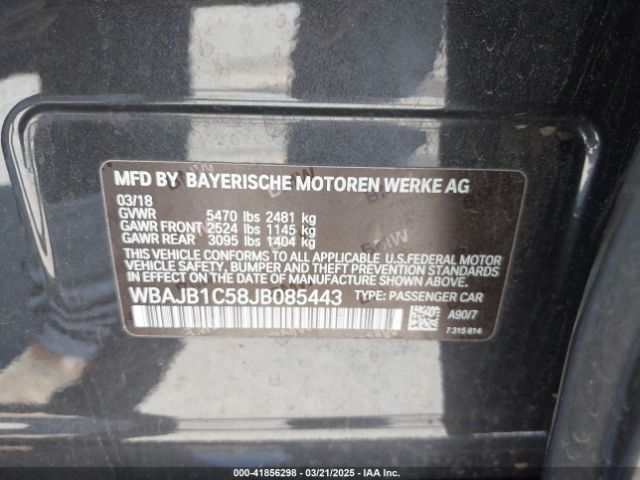 MFD BY BAYERISCHE MOTOREN WERKE AG
03/18
GVWR 5470 lbs 2481 kg
GAWR FRONT 2524 lbs 1145 kg
GAWR REAR 3095 lbs 1404 kg
THIS VEHICLE CONFORMS TO ALL APPLICABLE U.S.FEDERAL MOTOR
VEHICLE SAFETY, BUMPER AND THEFT PREVENTION STANDARDS IN
EFFECT ON THE DATE OF MANUFACTURE SHOWN ABOVE.
WBAJB1C58JB085443 TYPE: PASSENGER CAR
A90/7
7 315 814
000-41856298 - 03/21/2025 - IAA Inc.